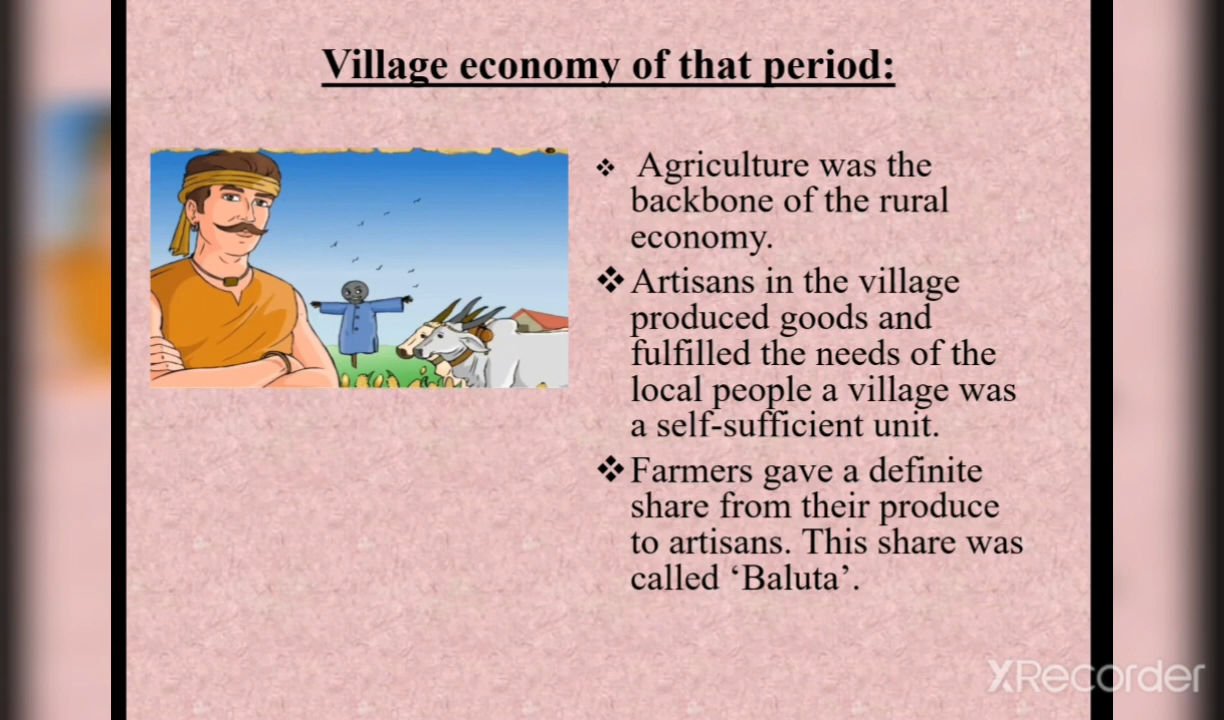 Village economy of that period:
Agriculture was the
backbone of the rural
economy.
Artisans in the village
produced goods and
fulfilled the needs of the
local people a village was
a self-sufficient unit.
Farmers gave a definite
share from their produce
to artisans. This share was
called ‘Baluta’.
XRecorder